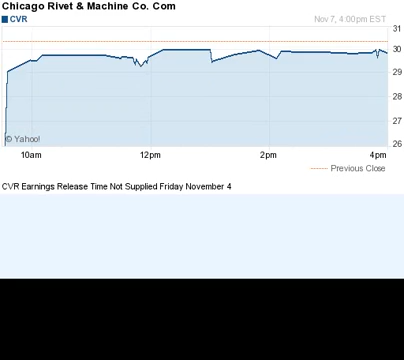 Chicago Rivet & Machine Co. Com
CVR
Nov 7, 4:00pm EST
31
30
29
28
27
26
© Yahoo!
10am 12pm 2pm 4pm
Previous Close
CVR Earnings Release Time Not Supplied Friday November 4